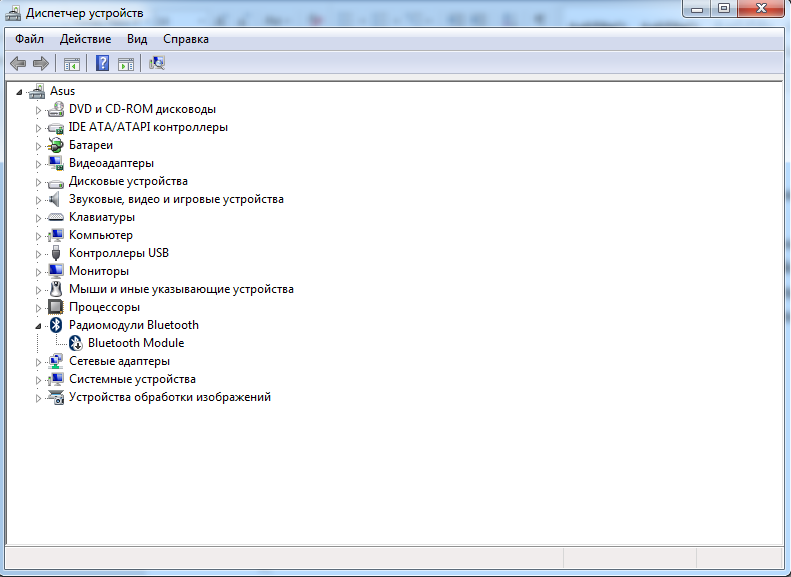 Диспетчер устройств
Файл Действие Вид Справка
Asus
DVD и CD-ROM дисководы
IDE ATA/ATAPI контроллеры
Батареи
Видеоадаптеры
Дисковые устройства
Звуковые, видео и игровые устройства
Клавиатуры
Компьютер
Контроллеры USB
Мониторы
Мыши и иные указывающие устройства
Процессоры
Радиомодули Bluetooth
Bluetooth Module
Сетевые адаптеры
Системные устройства
Устройства обработки изображений